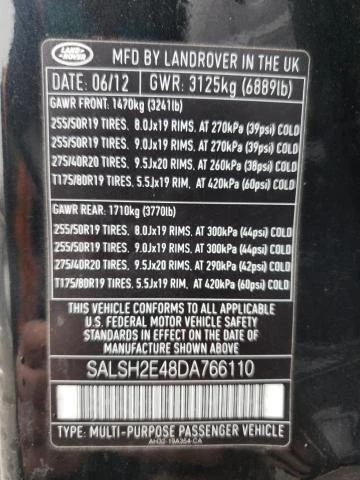 LAND
ROVER
MFD BY LANDROVER IN THE UK
DATE: 06/12 GWR: 3125kg (6889lb)
GAWR FRONT: 1470kg (3241lb)
255/50R19 TIRES, 8.0Jx19 RIMS, AT 270kPa (39psi) COLD
255/50R19 TIRES, 9.0Jx19 RIMS, AT 270kPa (39psi) COLD
275/40R20 TIRES, 9.5Jx20 RIMS, AT 260kPa (38psi) COLD
T175/80R19 TIRES, 5.5Jx19 RIM, AT 420kPa (60psi) COLD
GAWR REAR: 1710kg (3770lb)
255/50R19 TIRES, 8.0Jx19 RIMS, AT 300kPa (44psi) COLD
255/50R19 TIRES, 9.0Jx19 RIMS, AT 300kPa (44psi) COLD
275/40R20 TIRES, 9.5Jx20 RIMS, AT 290kPa (42psi) COLD
T175/80R19 TIRES, 5.5Jx19 RIM, AT 420kPa (60psi) COLD
THIS VEHICLE CONFORMS TO ALL APPLICABLE
U.S. FEDERAL MOTOR VEHICLE SAFETY
STANDARDS IN EFFECT ON THE DATE OF
MANUFACTURE SHOWN ABOVE
SALSH2E48DA766110
TYPE: MULTI-PURPOSE PASSENGER VEHICLE
AH32-19A354-CA